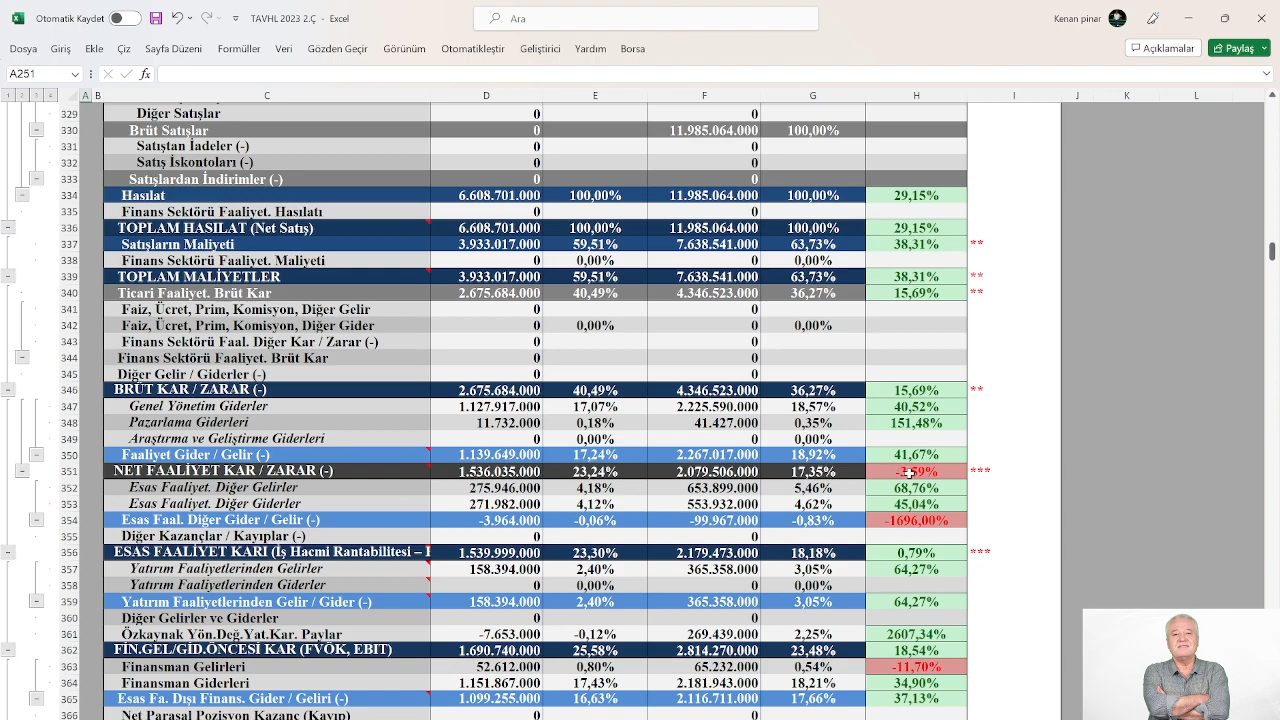 Otomatik Kaydet TAVHL 2023 2.Ç - Excel Ara Kenan pinar
Dosya Giriş Ekle Çiz Sayfa Düzeni Formüller Veri Gözden Geçir Görünüm Otomatikleştir Geliştirici Yardım Borsa Açıklamalar Paylaş
A251 fx
1 2 3 4 A B C D E F G H I J K L
329 Diğer Satışlar 0 0
330 Brüt Satışlar 0 11.985.064.000 100,00%
331 Satıştan İadeler (-) 0 0
332 Satış İskontoları (-) 0 0
333 Satışlardan İndirimler (-) 0 0
334 Hasılat 6.608.701.000 100,00% 11.985.064.000 100,00% 29,15%
335 Finans Sektörü Faaliyet. Hasılatı 0 0
336 TOPLAM HASILAT (Net Satış) 6.608.701.000 100,00% 11.985.064.000 100,00% 29,15%
337 Satışların Maliyeti 3.933.017.000 59,51% 7.638.541.000 63,73% 38,31% **
338 Finans Sektörü Faaliyet. Maliyeti 0 0,00% 0 0,00%
339 TOPLAM MALİYETLER 3.933.017.000 59,51% 7.638.541.000 63,73% 38,31% **
340 Ticari Faaliyet. Brüt Kar 2.675.684.000 40,49% 4.346.523.000 36,27% 15,69% **
341 Faiz, Ücret, Prim, Komisyon, Diğer Gelir 0 0
342 Faiz, Ücret, Prim, Komisyon, Diğer Gider 0 0,00% 0 0,00%
343 Finans Sektörü Faal. Diğer Kar / Zarar (-) 0 0
344 Finans Sektörü Faaliyet. Brüt Kar 0 0
345 Diğer Gelir / Giderler (-) 0 0
346 BRÜT KAR / ZARAR (-) 2.675.684.000 40,49% 4.346.523.000 36,27% 15,69% **
347 Genel Yönetim Giderler 1.127.917.000 17,07% 2.225.590.000 18,57% 40,52%
348 Pazarlama Giderleri 11.732.000 0,18% 41.427.000 0,35% 151,48%
349 Araştırma ve Geliştirme Giderleri 0 0,00% 0 0,00%
350 Faaliyet Gider / Gelir (-) 1.139.649.000 17,24% 2.267.017.000 18,92% 41,67%
351 NET FAALİYET KAR / ZARAR (-) 1.536.035.000 23,24% 2.079.506.000 17,35% ***
352 Esas Faaliyet. Diğer Gelirler 275.946.000 4,18% 653.899.000 5,46% 68,76%
353 Esas Faaliyet. Diğer Giderler 271.982.000 4,12% 553.932.000 4,62% 45,04%
354 Esas Faal. Diğer Gider / Gelir (-) -3.964.000 -0,06% -99.967.000 -0,83% -1696,00%
355 Diğer Kazançlar / Kayıplar (-) 0 0
356 ESAS FAALİYET KARI (İş Hacmi Rantabilitesi – 1.539.999.000 23,30% 2.179.473.000 18,18% 0,79% ***
357 Yatırım Faaliyetlerinden Gelirler 158.394.000 2,40% 365.358.000 3,05% 64,27%
358 Yatırım Faaliyetlerinden Giderler 0 0,00% 0 0,00%
359 Yatırım Faaliyetlerinden Gelir / Gider (-) 158.394.000 2,40% 365.358.000 3,05% 64,27%
360 Diğer Gelirler ve Giderler 0 0
361 Özkaynak Yön.Değ.Yat.Kar. Paylar -7.653.000 -0,12% 269.439.000 2,25% 2607,34%
362 FİN.GEL/GİD.ÖNCESİ KAR (FVÖK, EBIT) 1.690.740.000 25,58% 2.814.270.000 23,48% 18,54%
363 Finansman Gelirleri 52.612.000 0,80% 65.232.000 0,54% -11,70%
364 Finansman Giderleri 1.151.867.000 17,43% 2.181.943.000 18,21% 34,90%
365 Esas Fa. Dışı Finans. Gider / Geliri (-) 1.099.255.000 16,63% 2.116.711.000 17,66% 37,13%
366 Net Parasal Pozisyon Kazanç (Kayıp) 0 0